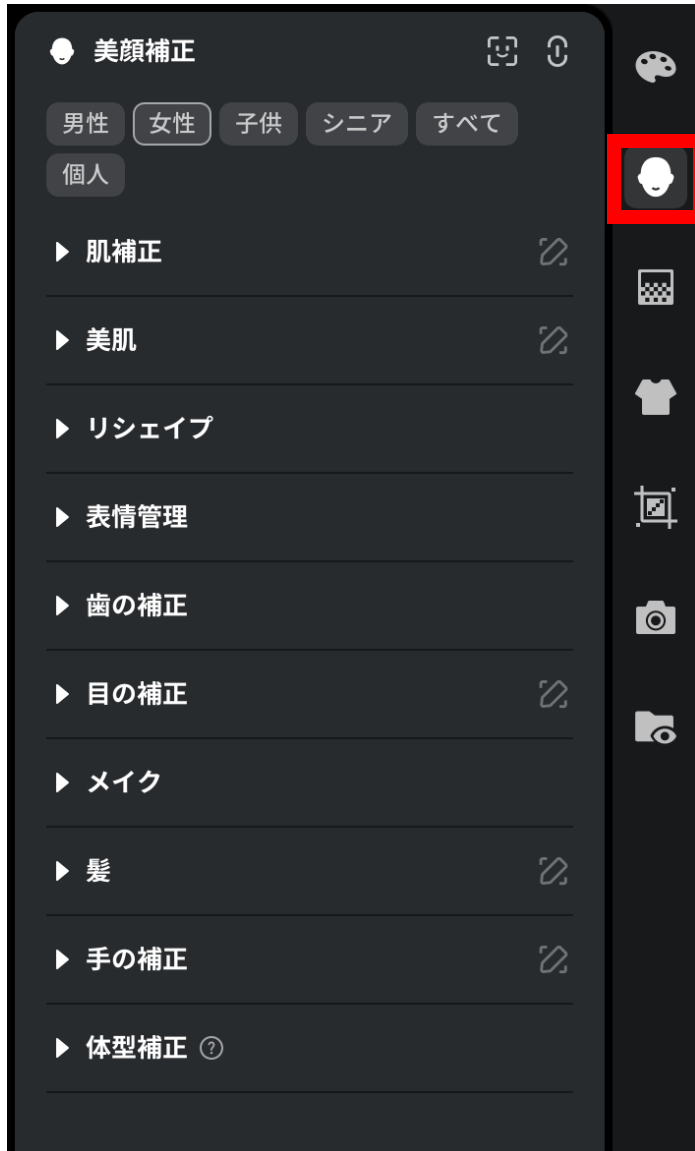 美顔補正
男性 女性 子供 シニア すべて
個人
肌補正
美肌
リシェイプ
表情管理
歯の補正
目の補正
メイク
髪
手の補正
体型補正 ?